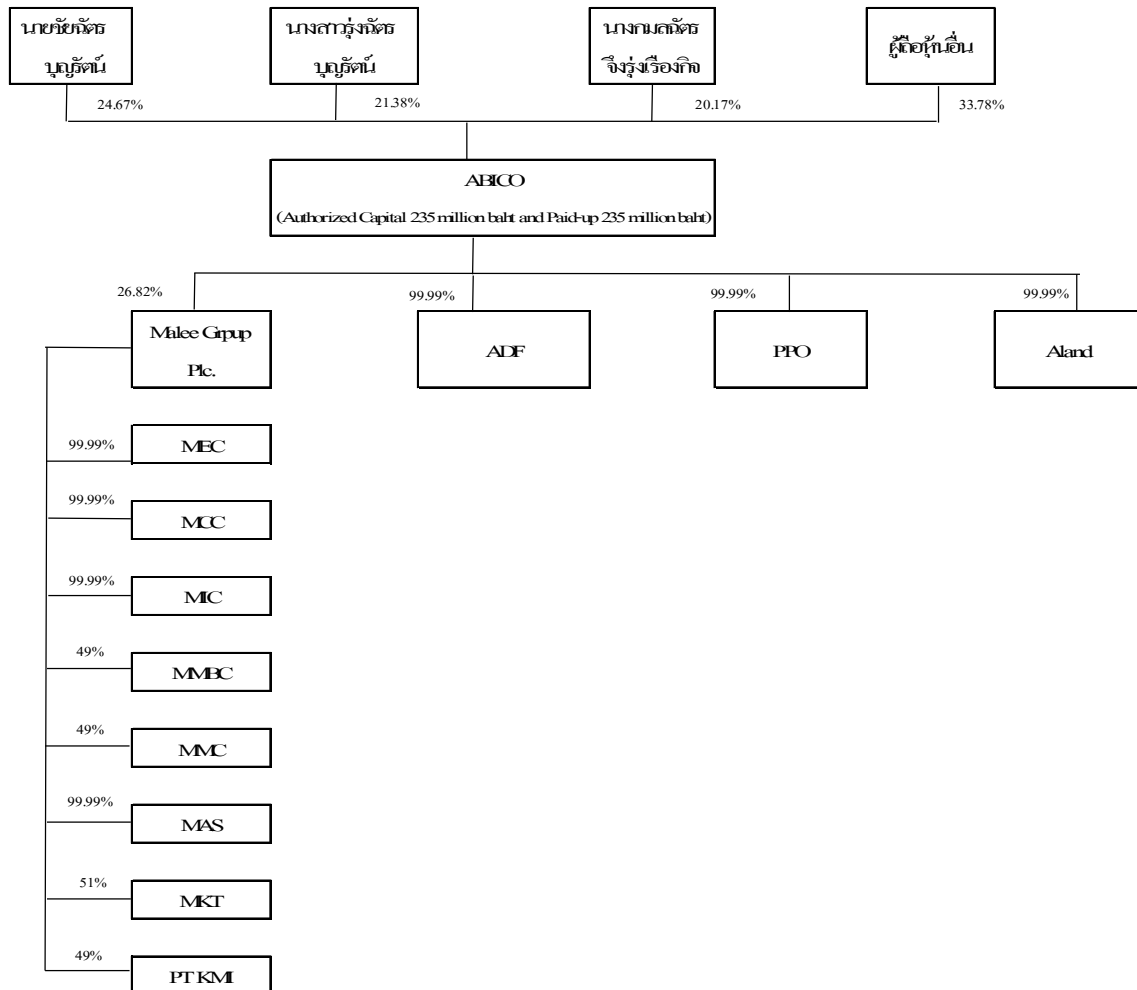 นายชัยฉัตร
บุญรัตน์
นางสาวรุ่งฉัตร
บุญรัตน์
นางกมลฉัตร
จึงรุ่งเรืองกิจ
ผู้ถือหุ้นอื่น
24.67%
21.38%
20.17%
33.78%
ABICO
(Authorized Capital 235 million baht and Paid-up 235 million baht)
26.82%
99.99%
99.99%
99.99%
Malee Grpup
Plc.
ADF
PPO
Aland
99.99%
MEC
99.99%
MCC
99.99%
MIC
49%
MMBC
49%
MMC
99.99%
MAS
51%
MKT
49%
PT KMI